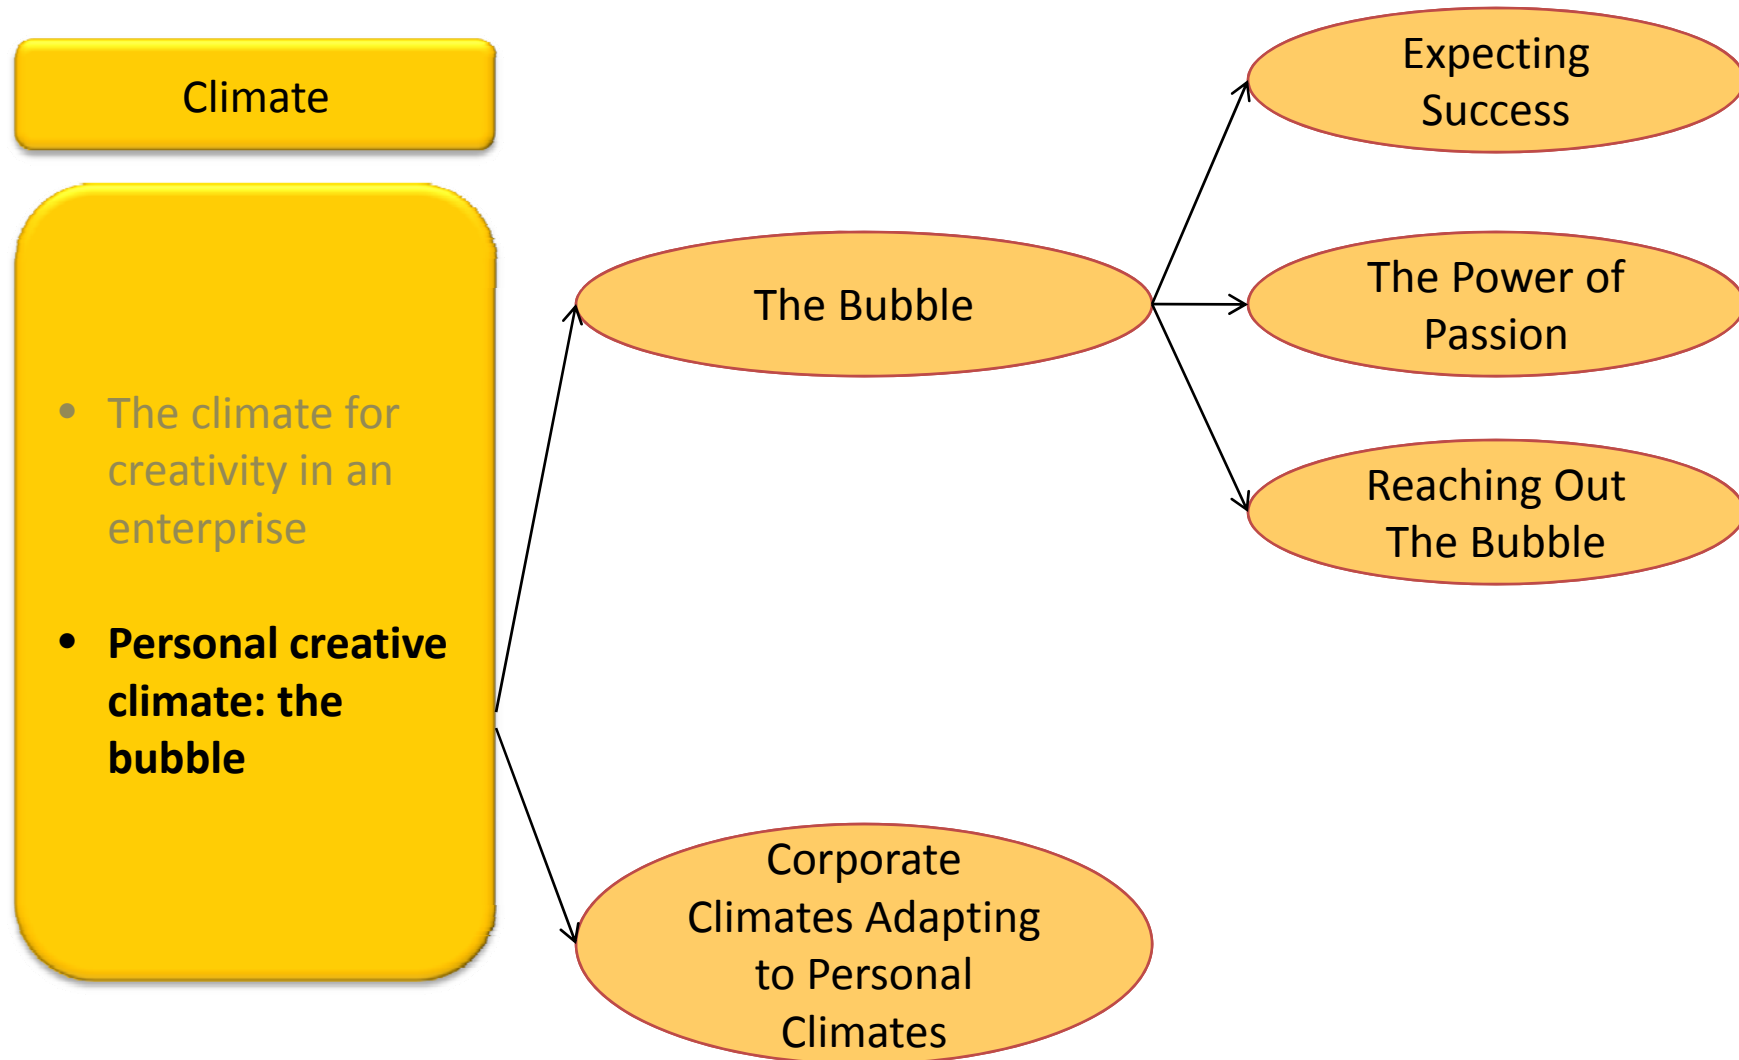 Climate
• The climate for
creativity in an
enterprise
• Personal creative
climate: the
bubble
The Bubble
Expecting
Success
The Power of
Passion
Reaching Out
The Bubble
Corporate
Climates Adapting
to Personal
Climates